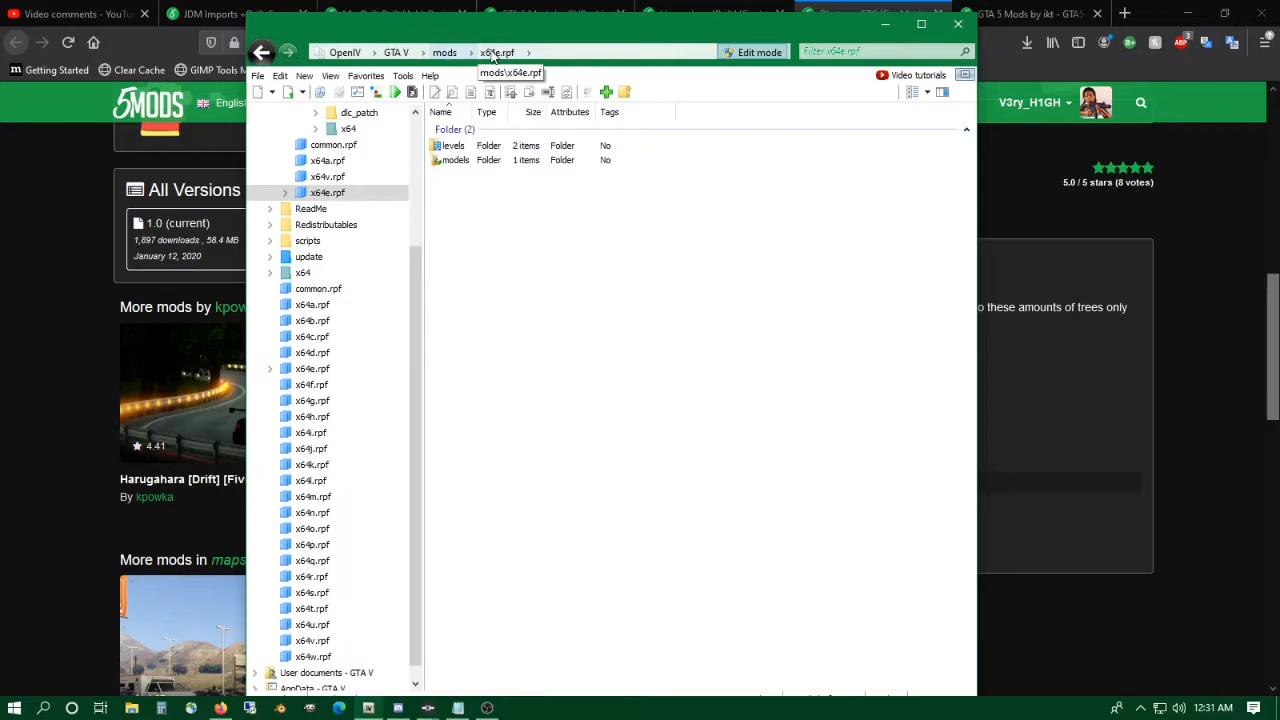 Video comments - YouTu
JDM Imports +
GTA 5 Mods by ikt - GTA5
OpenIV
GTA V
mods
x64e.rpf
Edit mode
Filter x64e.rpf
mods\x64e.rpf
File
Edit
New
View
Favorites
Tools
Help
Video tutorials
Getting Started
Clear Cache
GIMP Tools
5MODS
English
V3ry_H1GH
Name
Type
Size
Attributes
Tags
Folder (2)
levels
Folder
2 items
Folder
No
models
Folder
1 items
Folder
No
dlc_patch
x64
common.rpf
x64a.rpf
x64v.rpf
x64e.rpf
ReadMe
Redistributables
scripts
update
x64
common.rpf
x64a.rpf
x64b.rpf
x64c.rpf
x64d.rpf
x64e.rpf
x64f.rpf
x64g.rpf
x64h.rpf
x64i.rpf
x64j.rpf
x64k.rpf
x64l.rpf
x64m.rpf
x64n.rpf
x64o.rpf
x64p.rpf
x64q.rpf
x64r.rpf
x64s.rpf
x64t.rpf
x64u.rpf
x64v.rpf
x64w.rpf
User documents - GTA V
AppData - GTA V
All Versions
1.0 (current)
1,897 downloads , 58.4 MB
January 12, 2020
5.0 / 5 stars (8 votes)
More mods by kpow
to these amounts of trees only
4.41
Harugahara [Drift] [Fiv
By kpowka
More mods in maps
12:31 AM